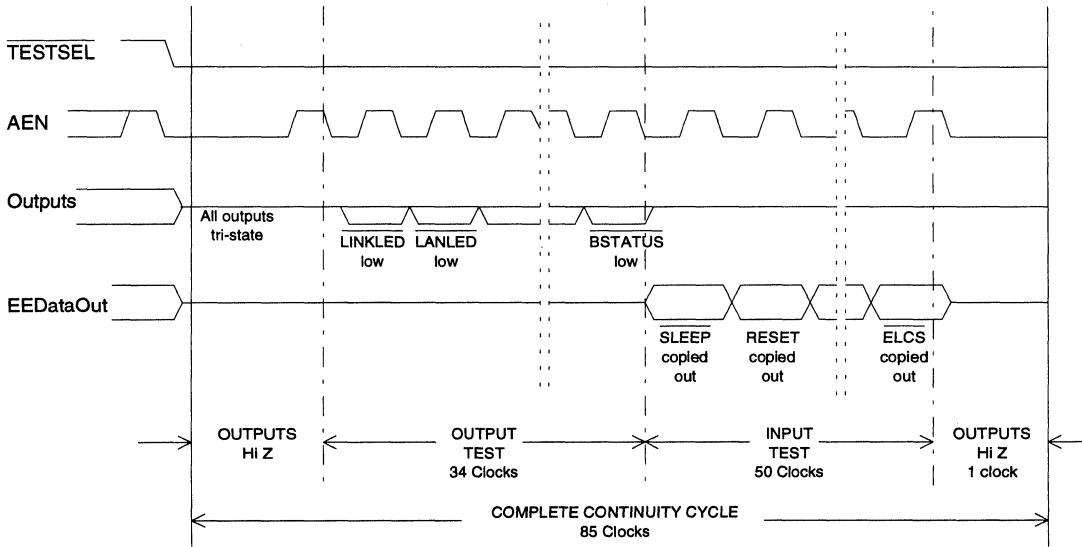 TESTSEL
AEN
Outputs
All outputs
tri-state
LINKLED
low
LANLED
low
BSTATUS
low
EEDataOut
SLEEP
copied
out
RESET
copied
out
ELCS
copied
out
OUTPUTS
Hi Z
OUTPUT
TEST
34 Clocks
INPUT
TEST
50 Clocks
OUTPUTS
Hi Z
1 clock
COMPLETE CONTINUITY CYCLE
85 Clocks